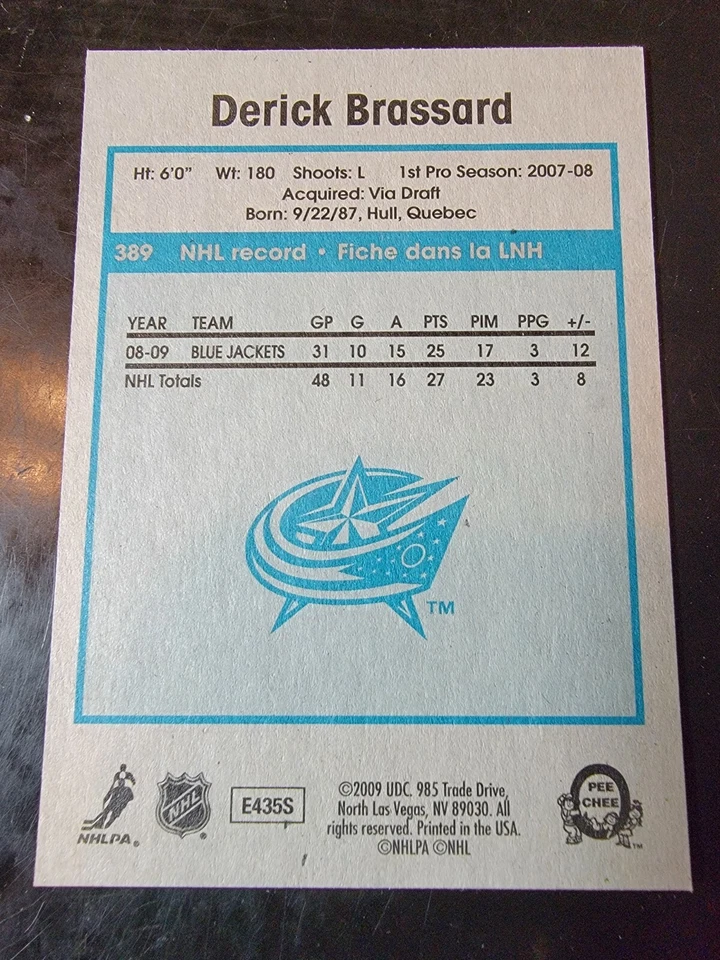 Derick Brassard
Ht: 6'0" Wt: 180 Shoots: L 1st Pro Season: 2007-08
Acquired: Via Draft
Born: 9/22/87, Hull, Quebec
389 NHL record • Fiche dans la LNH
YEAR TEAM GP G A PTS PIM PPG +/-
08-09 BLUE JACKETS 31 10 15 25 17 3 12
NHL Totals 48 11 16 27 23 3 8
TM
NHLPA®
NHL®
E435S
©2009 UDC. 985 Trade Drive,
North Las Vegas, NV 89030. All
rights reserved. Printed in the USA.
©NHLPA ©NHL
O
PEE
CHEE
TM